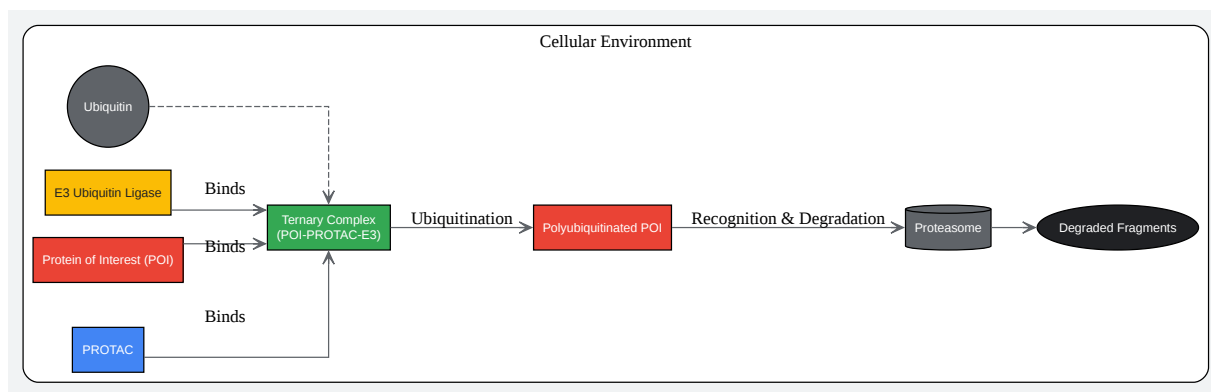 Cellular Environment
Ubiquitin
E3 Ubiquitin Ligase
Binds
Ternary Complex
(POI-PROTAC-E3)
Ubiquitination
Polyubiquitinated POI
Recognition & Degradation
Proteasome
Degraded Fragments
Binds
Protein of Interest (POI)
Binds
PROTAC